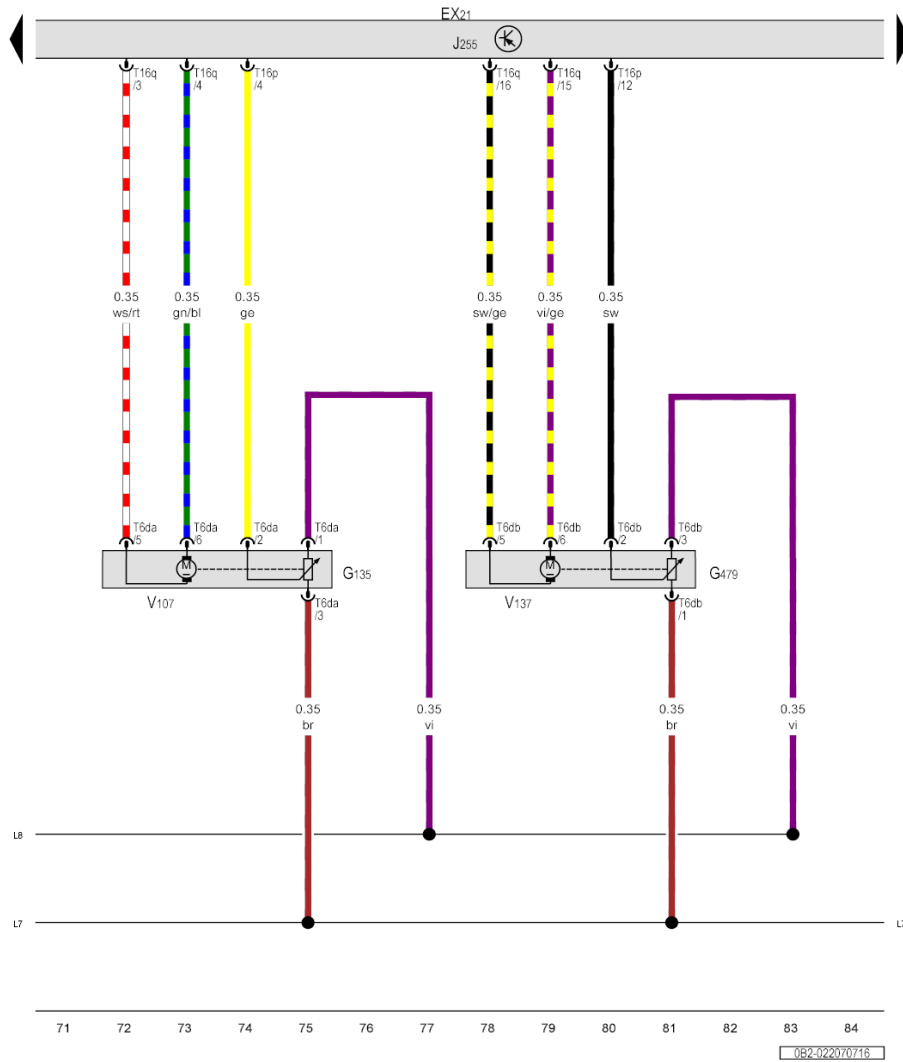 EX21
J255
T16q
/3
T16q
/4
T16p
/4
T16q
/16
T16q
/15
T16p
/12
0.35
ws/rt
0.35
gn/bl
0.35
ge
0.35
sw/ge
0.35
vi/ge
0.35
sw
T6da
/5
T6da
/6
T6da
/2
T6da
/1
T6db
/5
T6db
/6
T6db
/2
T6db
/3
M
G135
M
G479
V107
T6da
/3
V137
T6db
/1
0.35
br
0.35
vi
0.35
br
0.35
vi
L8
L7
71 72 73 74 75 76 77 78 79 80 81 82 83 84
0B2-022070716